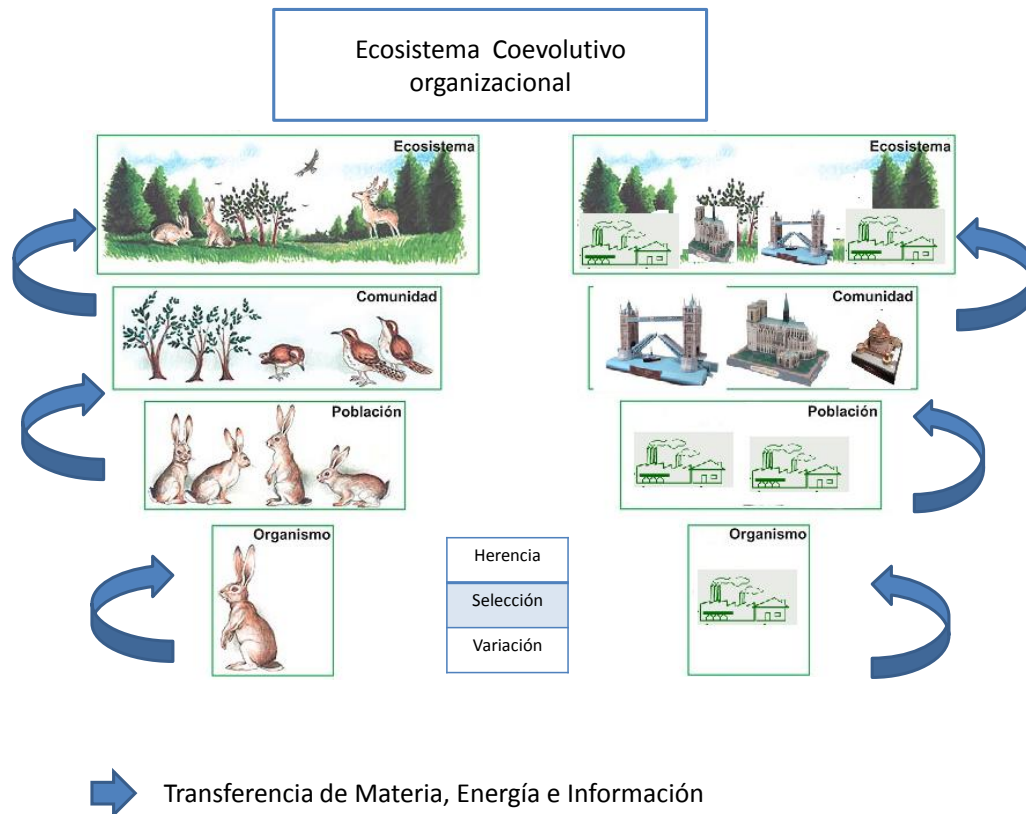 Ecosistema Coevolutivo
organizacional
Ecosistema
Ecosistema
Comunidad
Comunidad
Población
Población
Organismo
Organismo
Herencia
Selección
Variación
Transferencia de Materia, Energía e Información